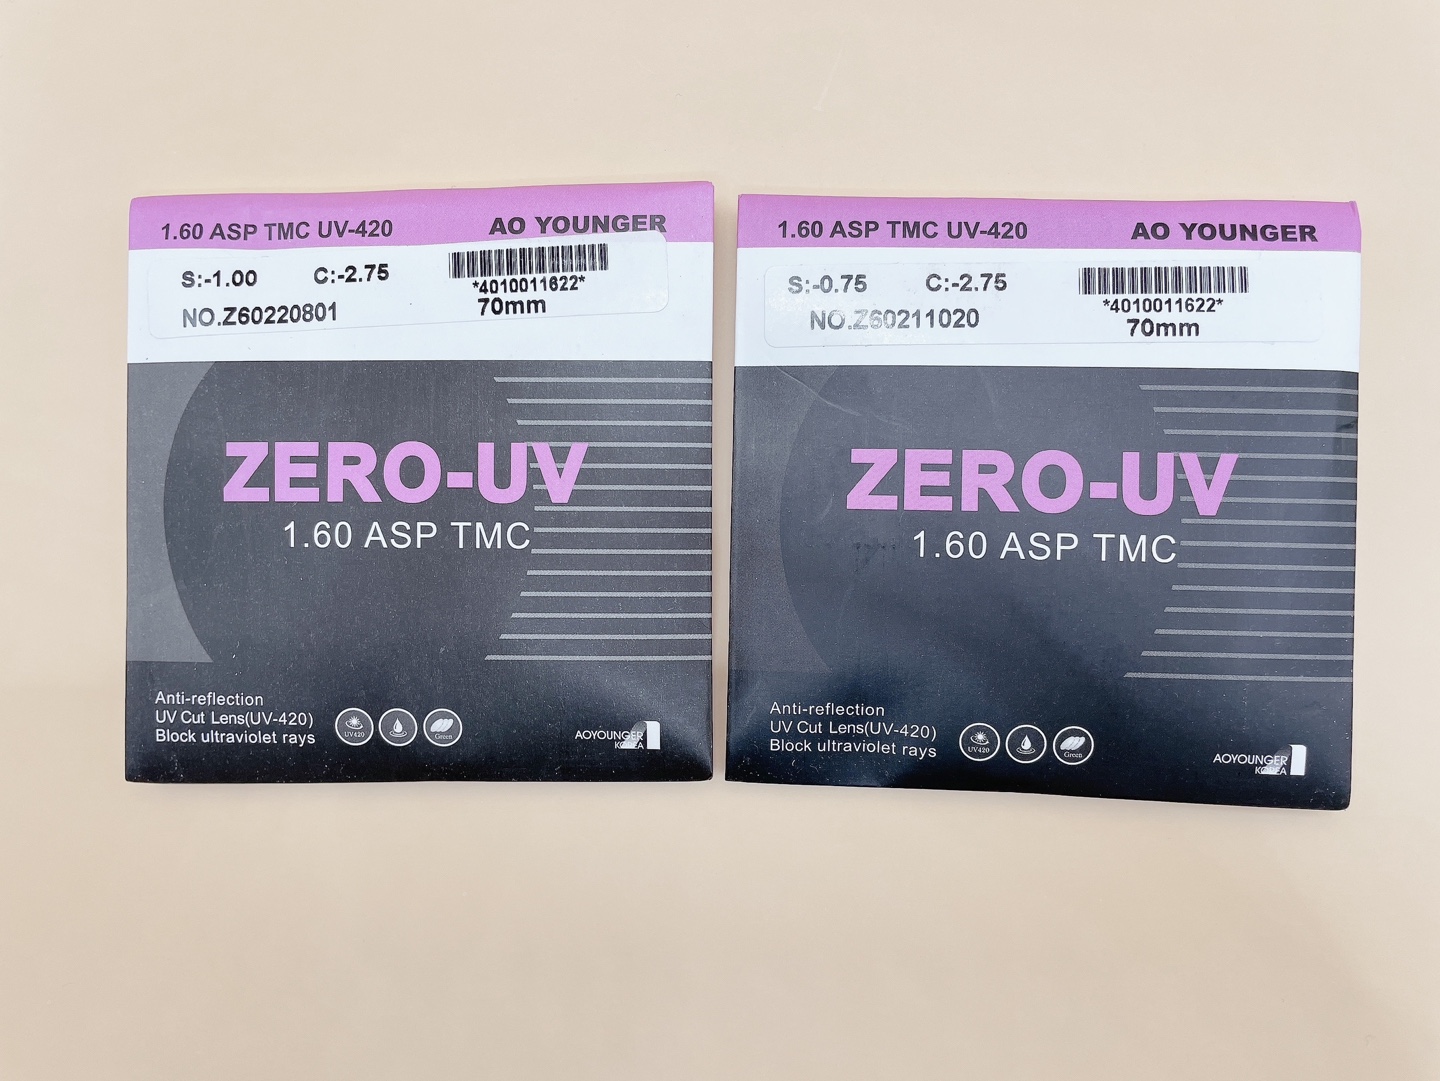 1.60 ASP TMC UV-420 AO YOUNGER
S:-1.00 C:-2.75
*4010011622*
NO.Z60220801 70mm
ZERO-UV
1.60 ASP TMC
Anti-reflection
UV Cut Lens(UV-420)
Block ultraviolet rays
UV420 Green
AOYOUNGER
KOREA
1.60 ASP TMC UV-420 AO YOUNGER
S:-0.75 C:-2.75
*4010011622*
NO.Z60211020 70mm
ZERO-UV
1.60 ASP TMC
Anti-reflection
UV Cut Lens(UV-420)
Block ultraviolet rays
UV420 Green
AOYOUNGER
KOREA